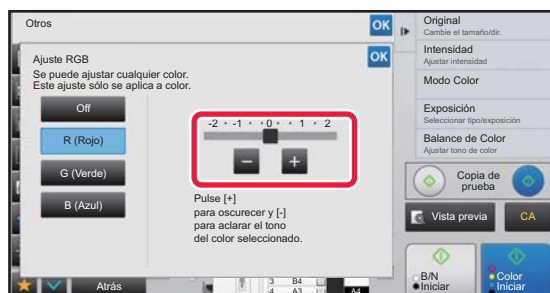 Otros
OK
Ajuste RGB
OK
Se puede ajustar cualquier color.
Este ajuste sólo se aplica a color.
Off
R (Rojo)
G (Verde)
B (Azul)
-2 -1 0 1 2
- +
Pulse [+]
para oscurecer y [-]
para aclarar el tono
del color seleccionado.
Atrás
3 B4
4 A3
A4
Original
Cambie el tamaño/dir.
Intensidad
Ajustar intensidad
Modo Color
Exposición
Seleccionar tipo/exposición
Balance de Color
Ajustar tono de color
Copia de
prueba
Vista previa
CA
B/N
Iniciar
Color
Iniciar